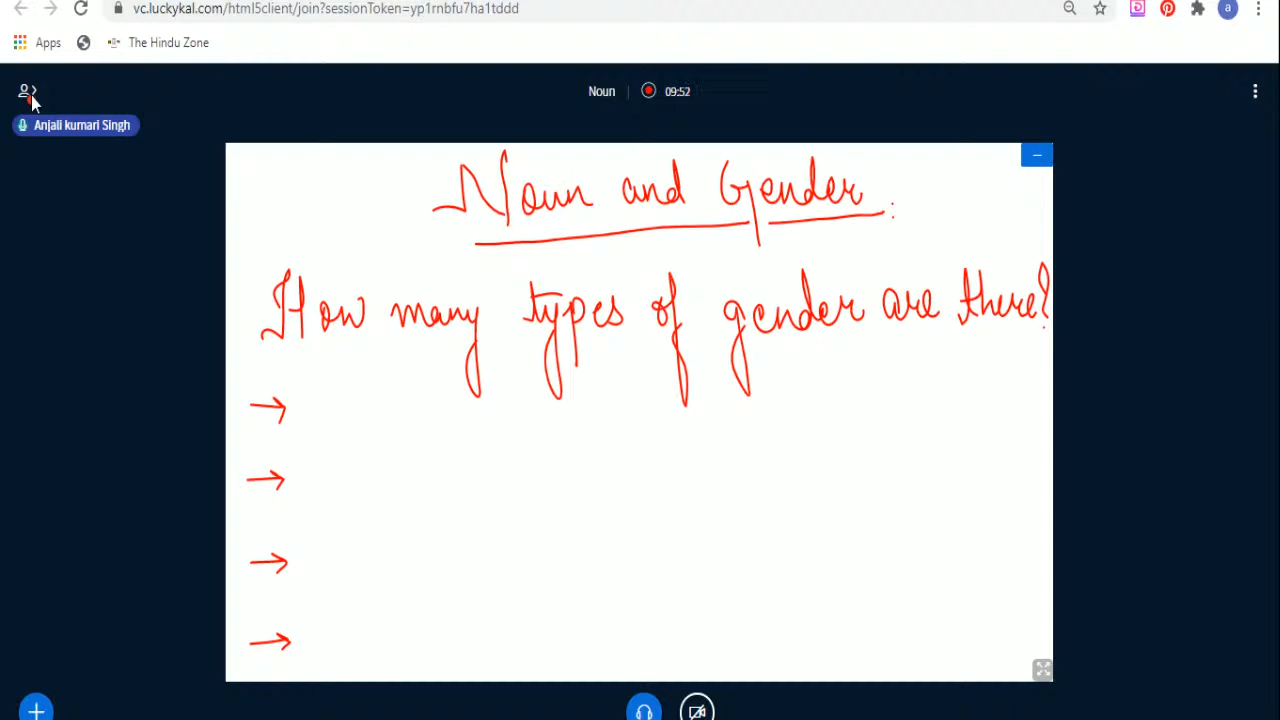 vc.luckykal.com/html5client/join?sessionToken=yp1rnbfu7ha1tddd
a
Apps
The Hindu Zone
Noun 09:52
Anjali kumari Singh
Noun and Gender:
How many types of gender are there?
→
→
→
→